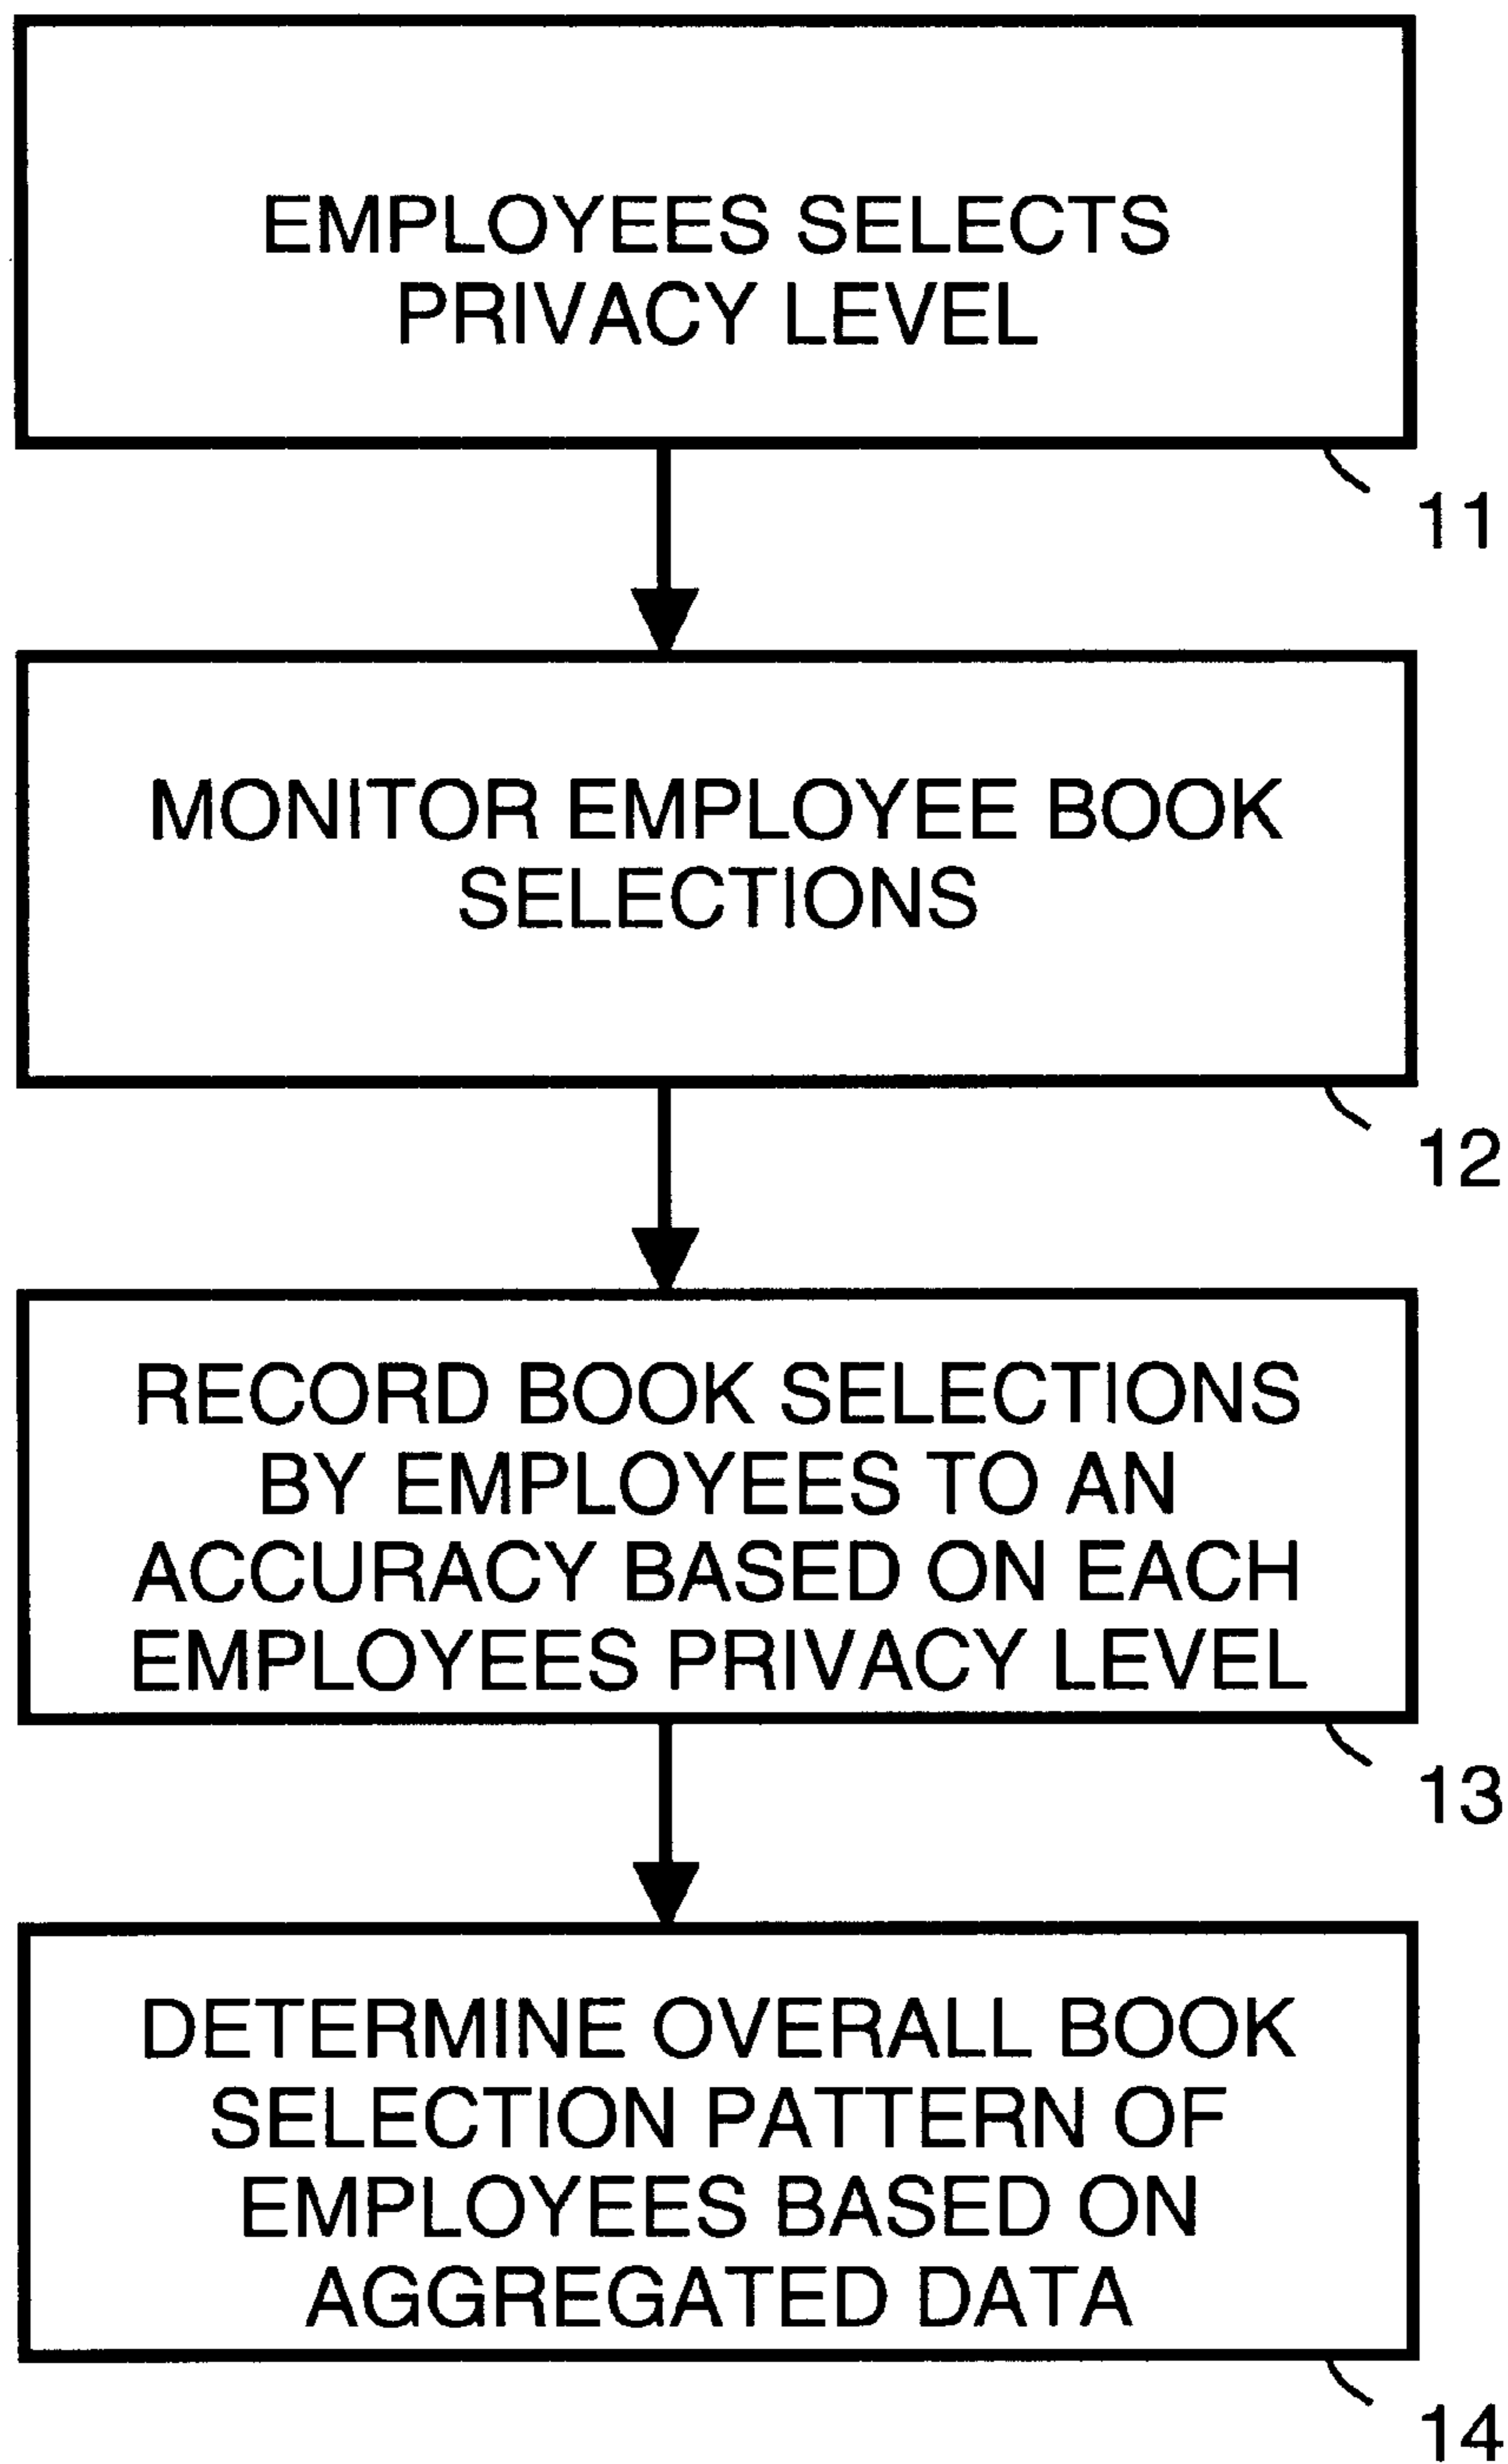 EMPLOYEES SELECTS
PRIVACY LEVEL
11
MONITOR EMPLOYEE BOOK
SELECTIONS
12
RECORD BOOK SELECTIONS
BY EMPLOYEES TO AN
ACCURACY BASED ON EACH
EMPLOYEES PRIVACY LEVEL
13
DETERMINE OVERALL BOOK
SELECTION PATTERN OF
EMPLOYEES BASED ON
AGGREGATED DATA
14